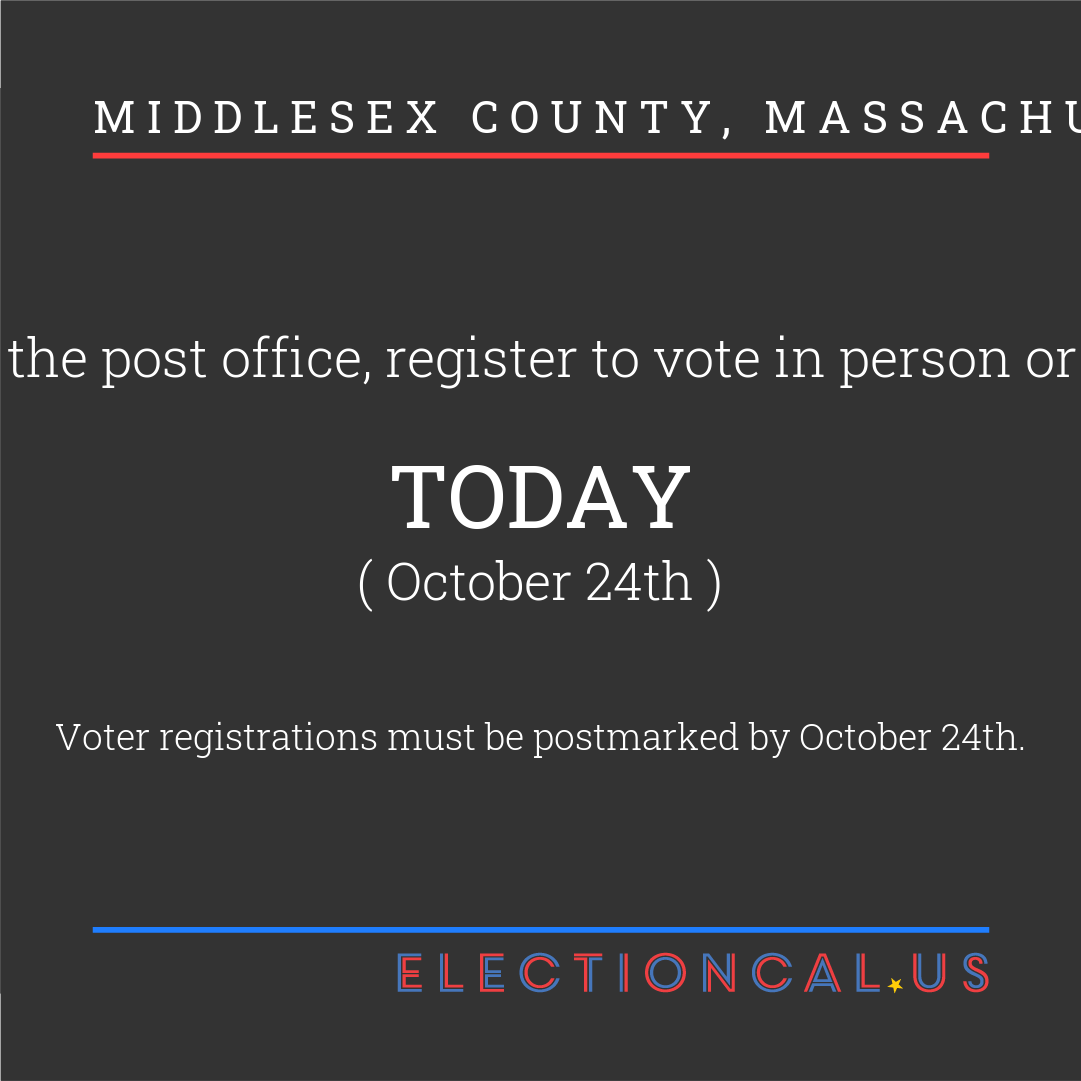 MIDDLESEX COUNTY, MASSACHU
the post office, register to vote in person or
TODAY
( October 24th )
Voter registrations must be postmarked by October 24th.
ELECTIONCAL.US